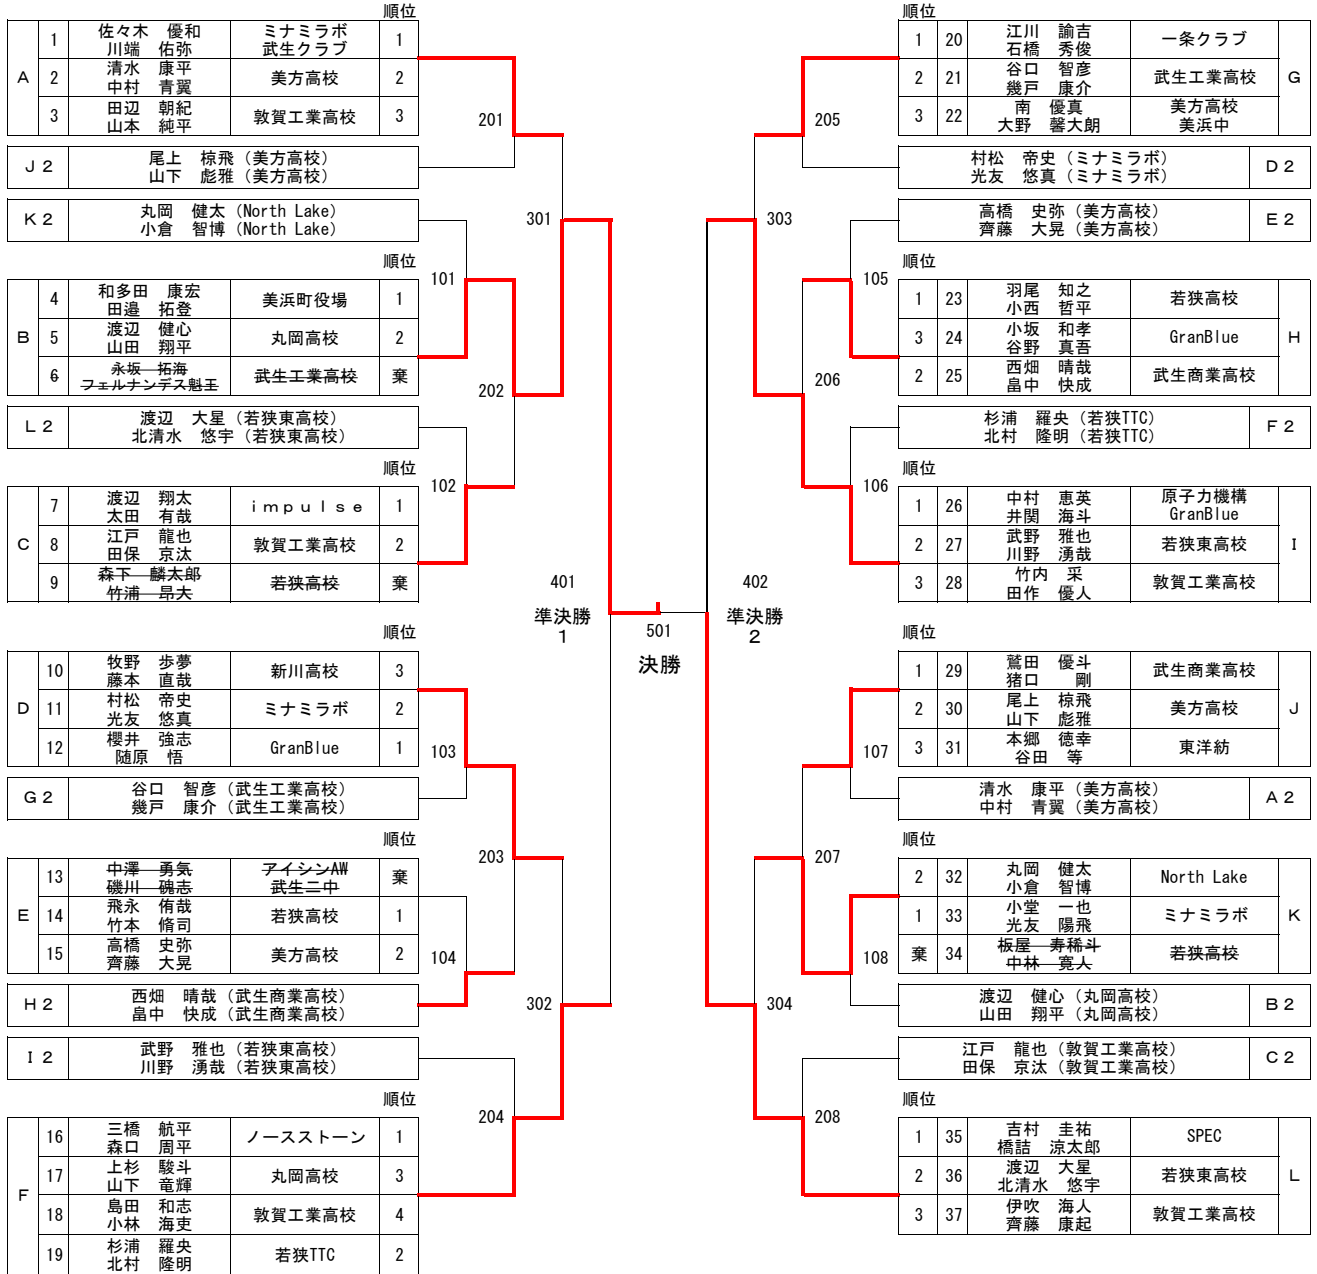 順位
A
1 佐々木 優和 ミナミラボ 1
川端 佑弥 武生クラブ
2 清水 康平 美方高校 2
中村 青翼
3 田辺 朝紀 敦賀工業高校 3
山本 純平
201
J 2 尾上 椋飛(美方高校)
山下 彪雅(美方高校)
K 2 丸岡 健太(North Lake)
小倉 智博(North Lake)
301
順位
101
B
4 和多田 康宏 美浜町役場 1
田邉 拓登
5 渡辺 健心 丸岡高校 2
山田 翔平
6 永坂 拓海 武生工業高校 棄
フェルナンデス魁王
202
L 2 渡辺 大星(若狭東高校)
北清水 悠宇(若狭東高校)
順位
102
C
7 渡辺 翔太 impulse 1
太田 有哉
8 江戸 龍也 敦賀工業高校 2
田保 京汰
9 森下 麟太郎 若狭高校 棄
竹浦 昂大
401
準決勝
1
順位
D
10 牧野 歩夢 新川高校 3
藤本 直哉
11 村松 帝史 ミナミラボ 2
光友 悠真
12 櫻井 強志 GranBlue 1
随原 悟
103
G 2 谷口 智彦(武生工業高校)
幾戸 康介(武生工業高校)
順位
203
E
13 中澤 勇気 アイシンAW 棄
磯川 磈志 武生二中
14 飛永 侑哉 若狭高校 1
竹本 脩司
15 高橋 史弥 美方高校 2
齊藤 大晃
104
H 2 西畑 晴哉(武生商業高校)
畠中 快成(武生商業高校)
302
I 2 武野 雅也(若狭東高校)
川野 湧哉(若狭東高校)
順位
204
F
16 三橋 航平 ノースストーン 1
森口 周平
17 上杉 駿斗 丸岡高校 3
山下 竜輝
18 島田 和志 敦賀工業高校 4
小林 海吏
19 杉浦 羅央 若狭TTC 2
北村 隆明
501
決勝
順位
G
1 20 江川 諭吉 一条クラブ
石橋 秀俊
2 21 谷口 智彦 武生工業高校
幾戸 康介
3 22 南 優真 美方高校
大野 馨大朗 美浜中
205
村松 帝史(ミナミラボ) D 2
光友 悠真(ミナミラボ)
高橋 史弥(美方高校) E 2
齊藤 大晃(美方高校)
303
順位
105
H
1 23 羽尾 知之 若狭高校
小西 哲平
3 24 小坂 和孝 GranBlue
谷野 真吾
2 25 西畑 晴哉 武生商業高校
畠中 快成
206
杉浦 羅央(若狭TTC) F 2
北村 隆明(若狭TTC)
順位
106
I
1 26 中村 恵英 原子力機構
井関 海斗 GranBlue
2 27 武野 雅也 若狭東高校
川野 湧哉
3 28 竹内 采 敦賀工業高校
田作 優人
402
準決勝
2
順位
J
1 29 鷲田 優斗 武生商業高校
猪口 剛
2 30 尾上 椋飛 美方高校
山下 彪雅
3 31 本郷 徳幸 東洋紡
谷田 等
107
清水 康平(美方高校) A 2
中村 青翼(美方高校)
順位
207
K
2 32 丸岡 健太 North Lake
小倉 智博
1 33 小堂 一也 ミナミラボ
光友 陽飛
棄 34 板屋 寿稀斗 若狭高校
中林 寛人
108
渡辺 健心(丸岡高校) B 2
山田 翔平(丸岡高校)
304
江戸 龍也(敦賀工業高校) C 2
田保 京汰(敦賀工業高校)
順位
208
L
1 35 吉村 圭祐 SPEC
橋詰 涼太郎
2 36 渡辺 大星 若狭東高校
北清水 悠宇
3 37 伊吹 海人 敦賀工業高校
齊藤 康起